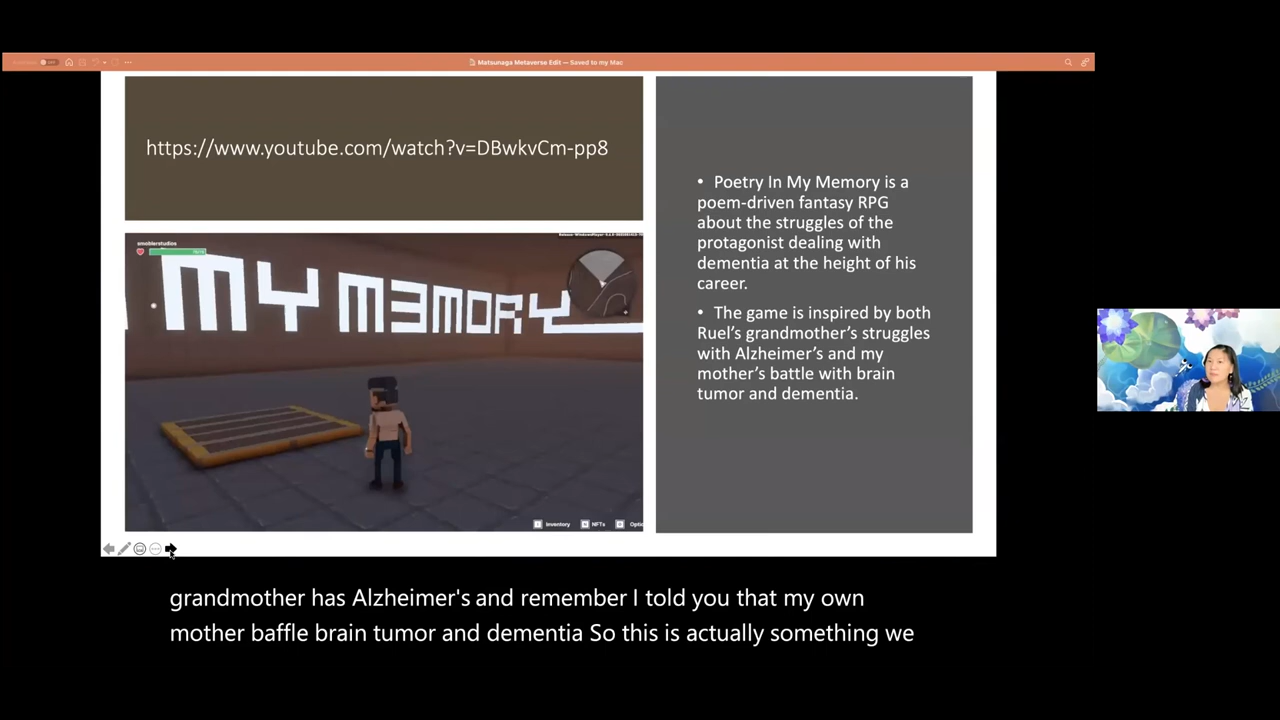 Matsunaga Metaverse Edit — Saved to my Mac
https://www.youtube.com/watch?v=DBwkvCm-pp8
smoblerstudios
MY M3MORY
Inventory
NFTs
Optio
• Poetry In My Memory is a
poem-driven fantasy RPG
about the struggles of the
protagonist dealing with
dementia at the height of his
career.
• The game is inspired by both
Ruel’s grandmother’s struggles
with Alzheimer’s and my
mother’s battle with brain
tumor and dementia.
grandmother has Alzheimer's and remember I told you that my own
mother baffle brain tumor and dementia So this is actually something we